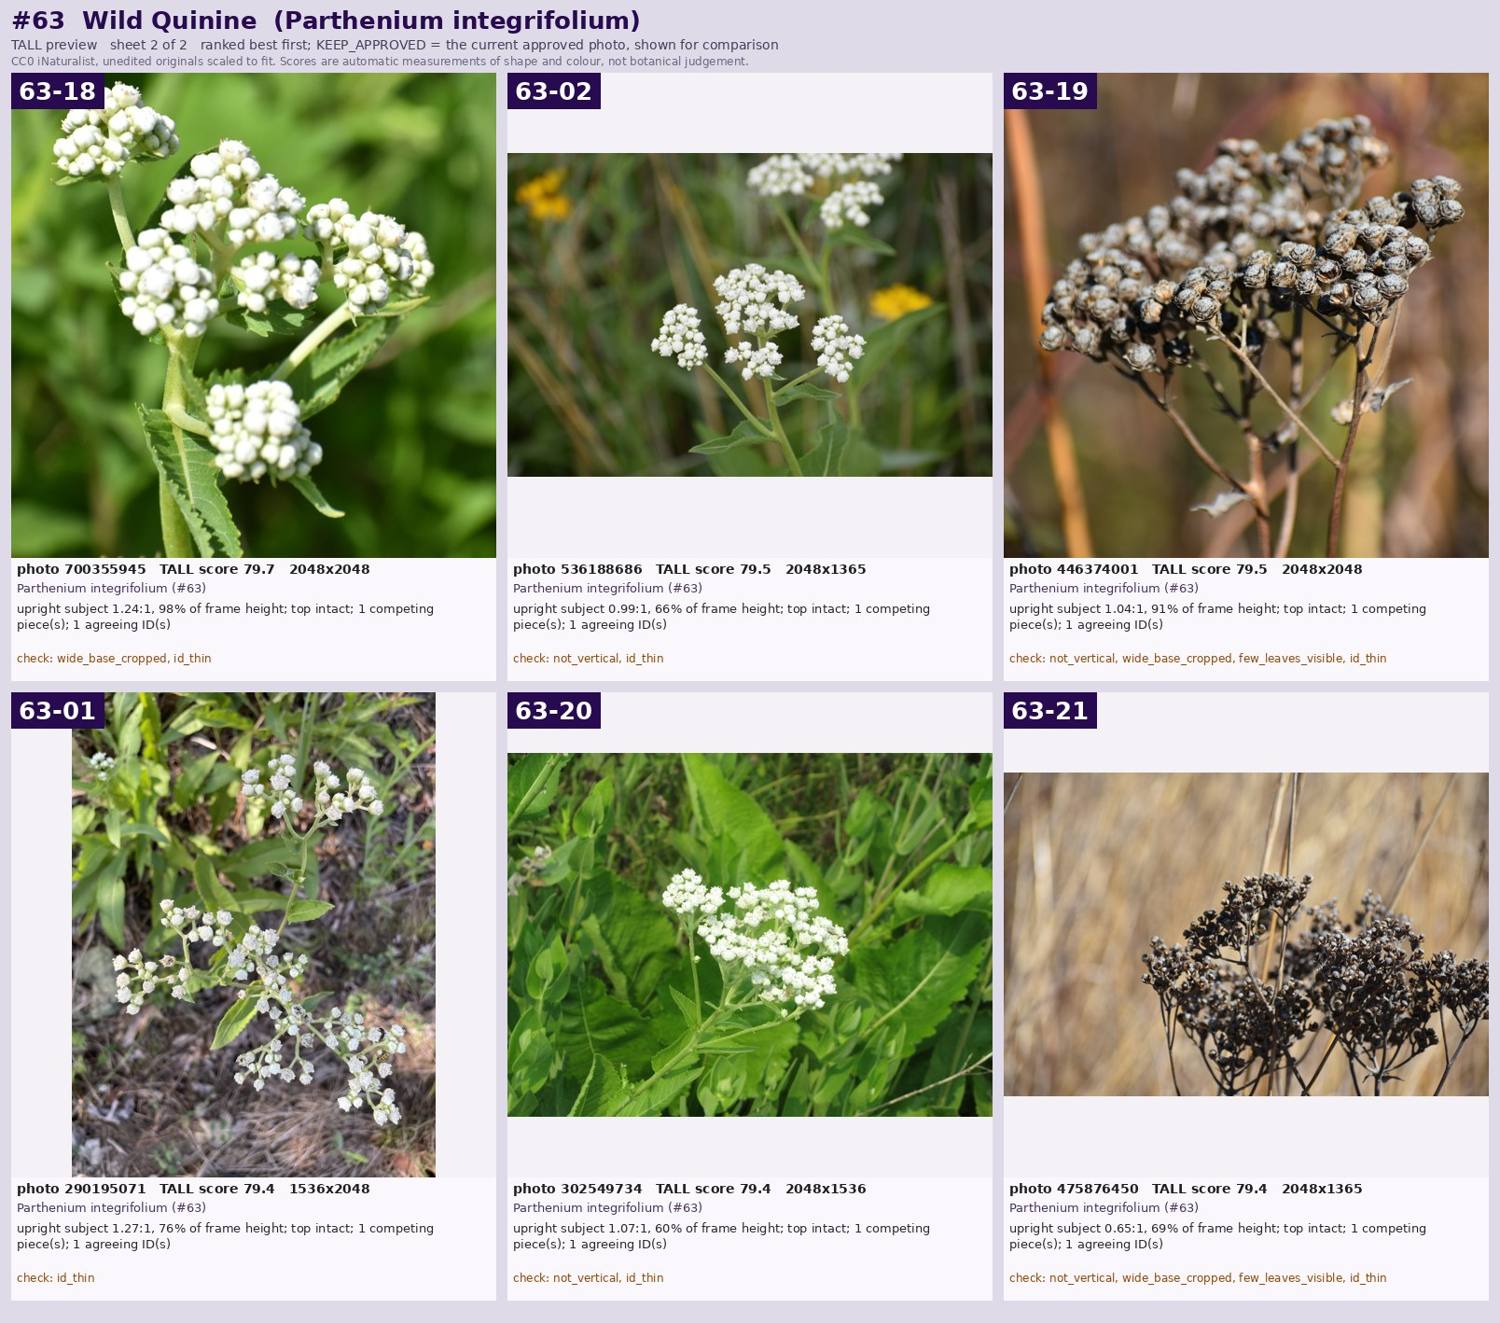 #63  Wild Quinine  (Parthenium integrifolium)
TALL preview   sheet 2 of 2   ranked best first; KEEP_APPROVED = the current approved photo, shown for comparison
CC0 iNaturalist, unedited originals scaled to fit. Scores are automatic measurements of shape and colour, not botanical judgement.
63-18
photo 700355945   TALL score 79.7   2048x2048
Parthenium integrifolium (#63)
upright subject 1.24:1, 98% of frame height; top intact; 1 competing
piece(s); 1 agreeing ID(s)
check: wide_base_cropped, id_thin
63-02
photo 536188686   TALL score 79.5   2048x1365
Parthenium integrifolium (#63)
upright subject 0.99:1, 66% of frame height; top intact; 1 competing
piece(s); 1 agreeing ID(s)
check: not_vertical, id_thin
63-19
photo 446374001   TALL score 79.5   2048x2048
Parthenium integrifolium (#63)
upright subject 1.04:1, 91% of frame height; top intact; 1 competing
piece(s); 1 agreeing ID(s)
check: not_vertical, wide_base_cropped, few_leaves_visible, id_thin
63-01
photo 290195071   TALL score 79.4   1536x2048
Parthenium integrifolium (#63)
upright subject 1.27:1, 76% of frame height; top intact; 1 competing
piece(s); 1 agreeing ID(s)
check: id_thin
63-20
photo 302549734   TALL score 79.4   2048x1536
Parthenium integrifolium (#63)
upright subject 1.07:1, 60% of frame height; top intact; 1 competing
piece(s); 1 agreeing ID(s)
check: not_vertical, id_thin
63-21
photo 475876450   TALL score 79.4   2048x1365
Parthenium integrifolium (#63)
upright subject 0.65:1, 69% of frame height; top intact; 1 competing
piece(s); 1 agreeing ID(s)
check: not_vertical, wide_base_cropped, few_leaves_visible, id_thin